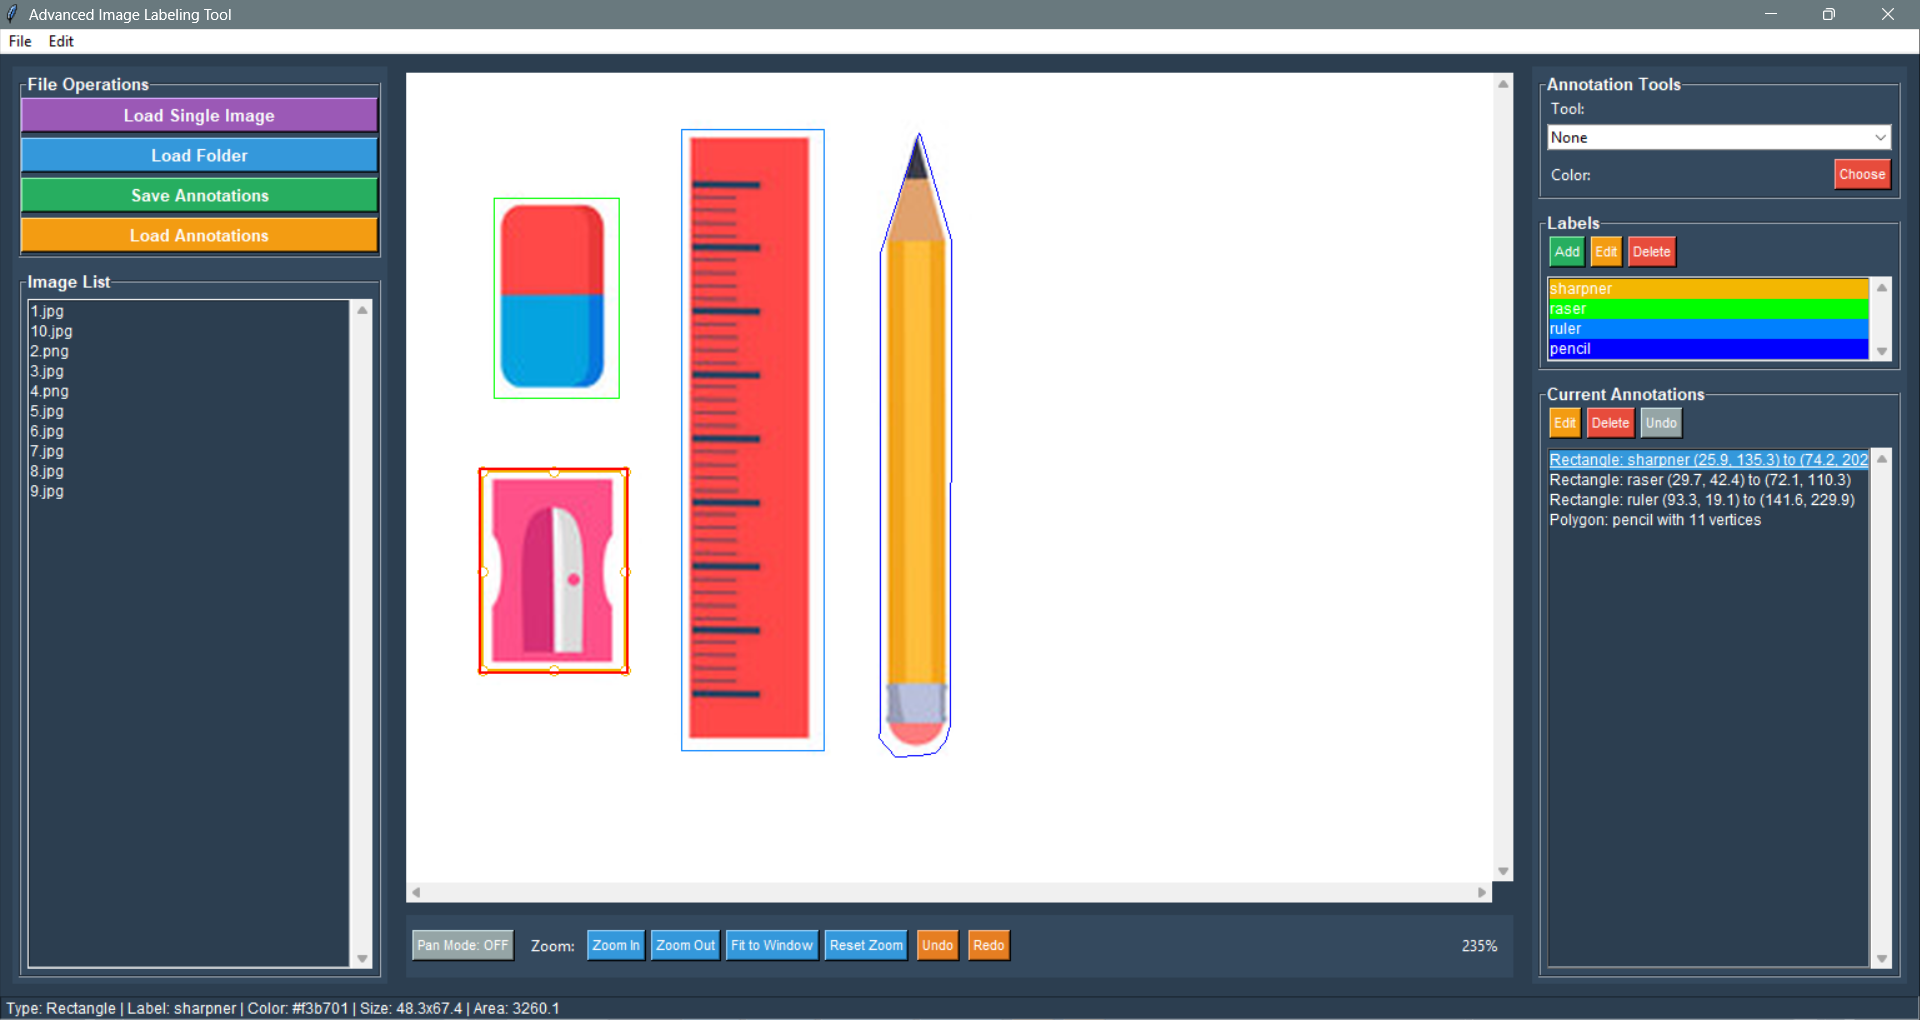 Advanced Image Labeling Tool
File Edit
File Operations
Load Single Image
Load Folder
Save Annotations
Load Annotations
Image List
1.jpg
10.jpg
2.png
3.jpg
4.png
5.jpg
6.jpg
7.jpg
8.jpg
9.jpg
Pan Mode: OFF Zoom: Zoom In Zoom Out Fit to Window Reset Zoom Undo Redo 235%
Annotation Tools
Tool:
None
Color: Choose
Labels
Add Edit Delete
sharpner
raser
ruler
pencil
Current Annotations
Edit Delete Undo
Rectangle: sharpner (25.9, 135.3) to (74.2, 202
Rectangle: raser (29.7, 42.4) to (72.1, 110.3)
Rectangle: ruler (93.3, 19.1) to (141.6, 229.9)
Polygon: pencil with 11 vertices
Type: Rectangle | Label: sharpner | Color: #f3b701 | Size: 48.3x67.4 | Area: 3260.1